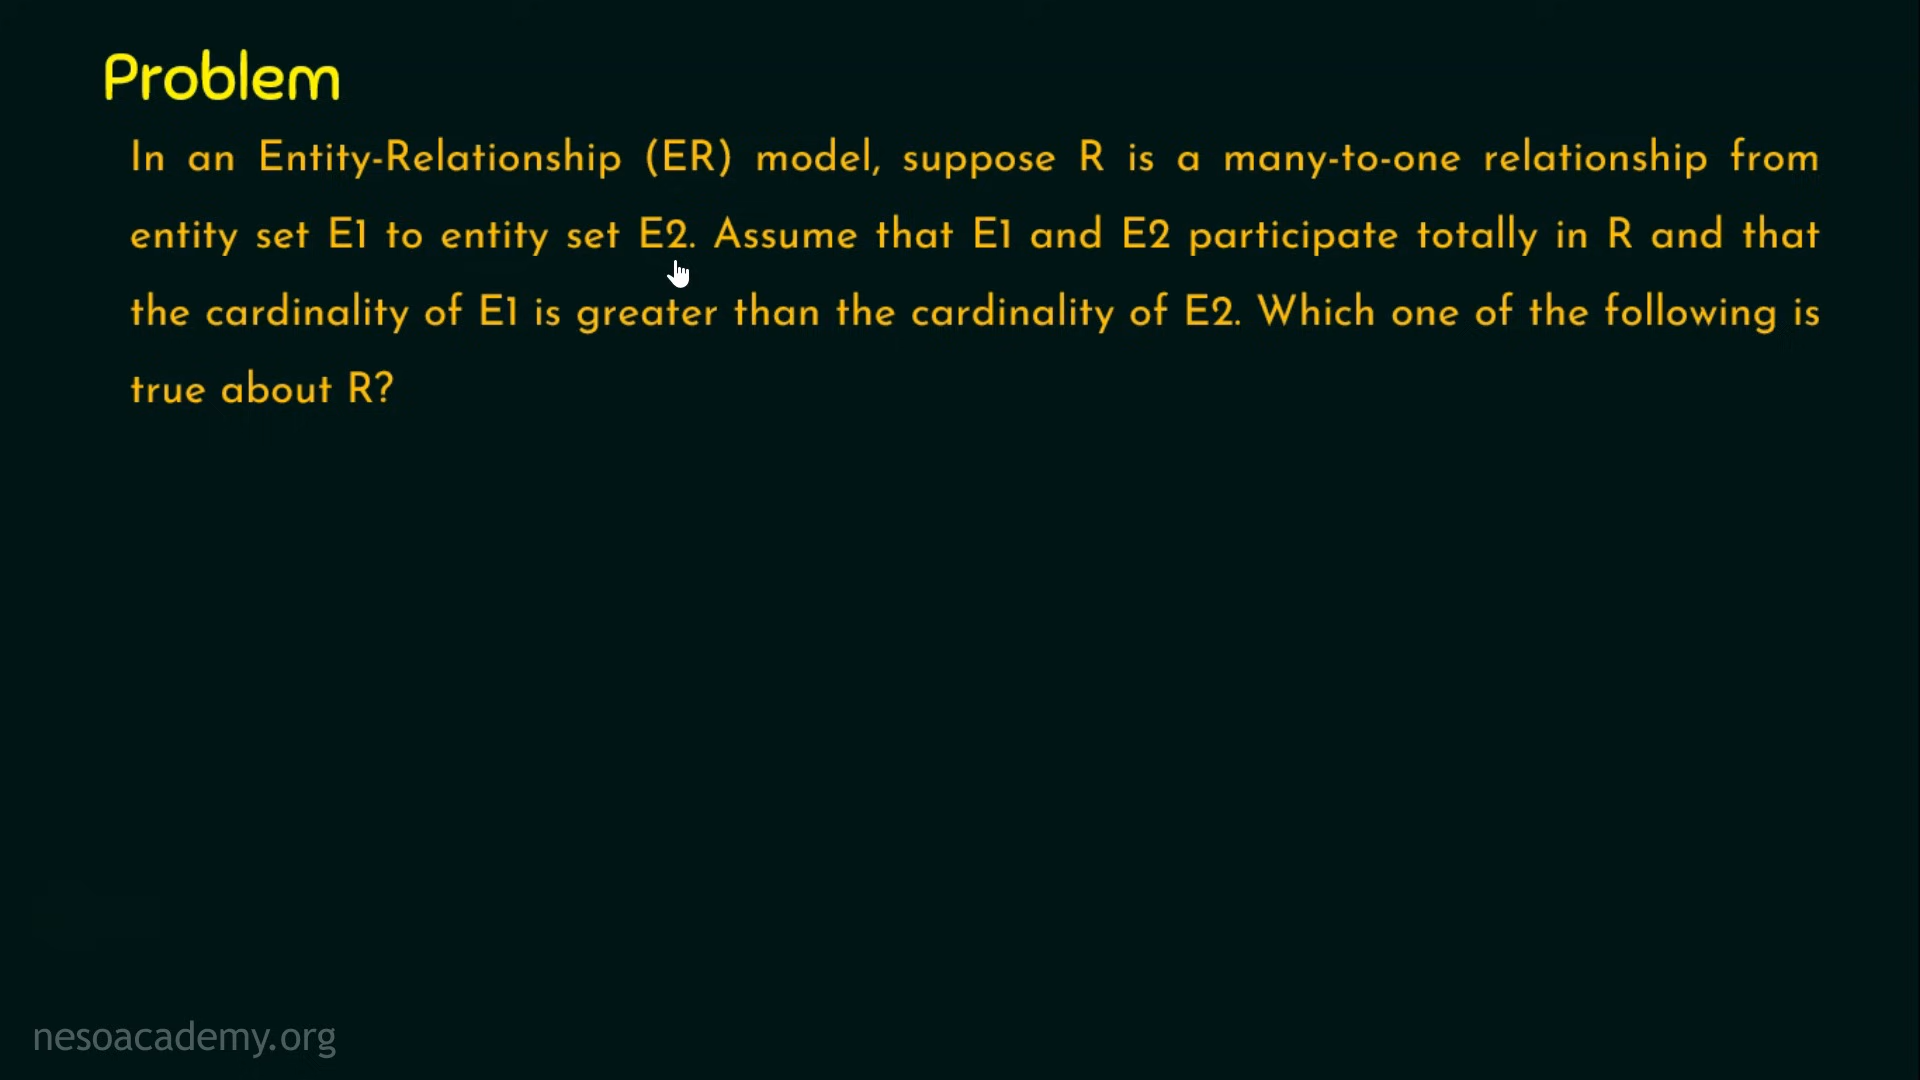 Problem
In an Entity-Relationship (ER) model, suppose R is a many-to-one relationship from
entity set E1 to entity set E2. Assume that E1 and E2 participate totally in R and that
the cardinality of E1 is greater than the cardinality of E2. Which one of the following is
true about R?
nesoacademy.org